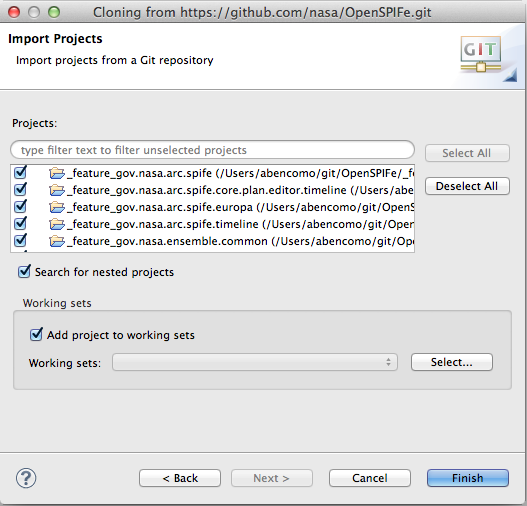 Cloning from https://github.com/nasa/OpenSPIFe.git
Import Projects
Import projects from a Git repository
GIT
Projects:
type filter text to filter unselected projects
Select All
_feature_gov.nasa.arc.spife (/Users/abencomo/git/OpenSPIFe/_fe
Deselect All
_feature_gov.nasa.arc.spife.core.plan.editor.timeline (/Users/abe
_feature_gov.nasa.arc.spife.europa (/Users/abencomo/git/OpenS
_feature_gov.nasa.arc.spife.timeline (/Users/abencomo/git/Open
_feature_gov.nasa.ensemble.common (/Users/abencomo/git/Ope
Search for nested projects
Working sets
Add project to working sets
Working sets:
Select...
?
< Back
Next >
Cancel
Finish